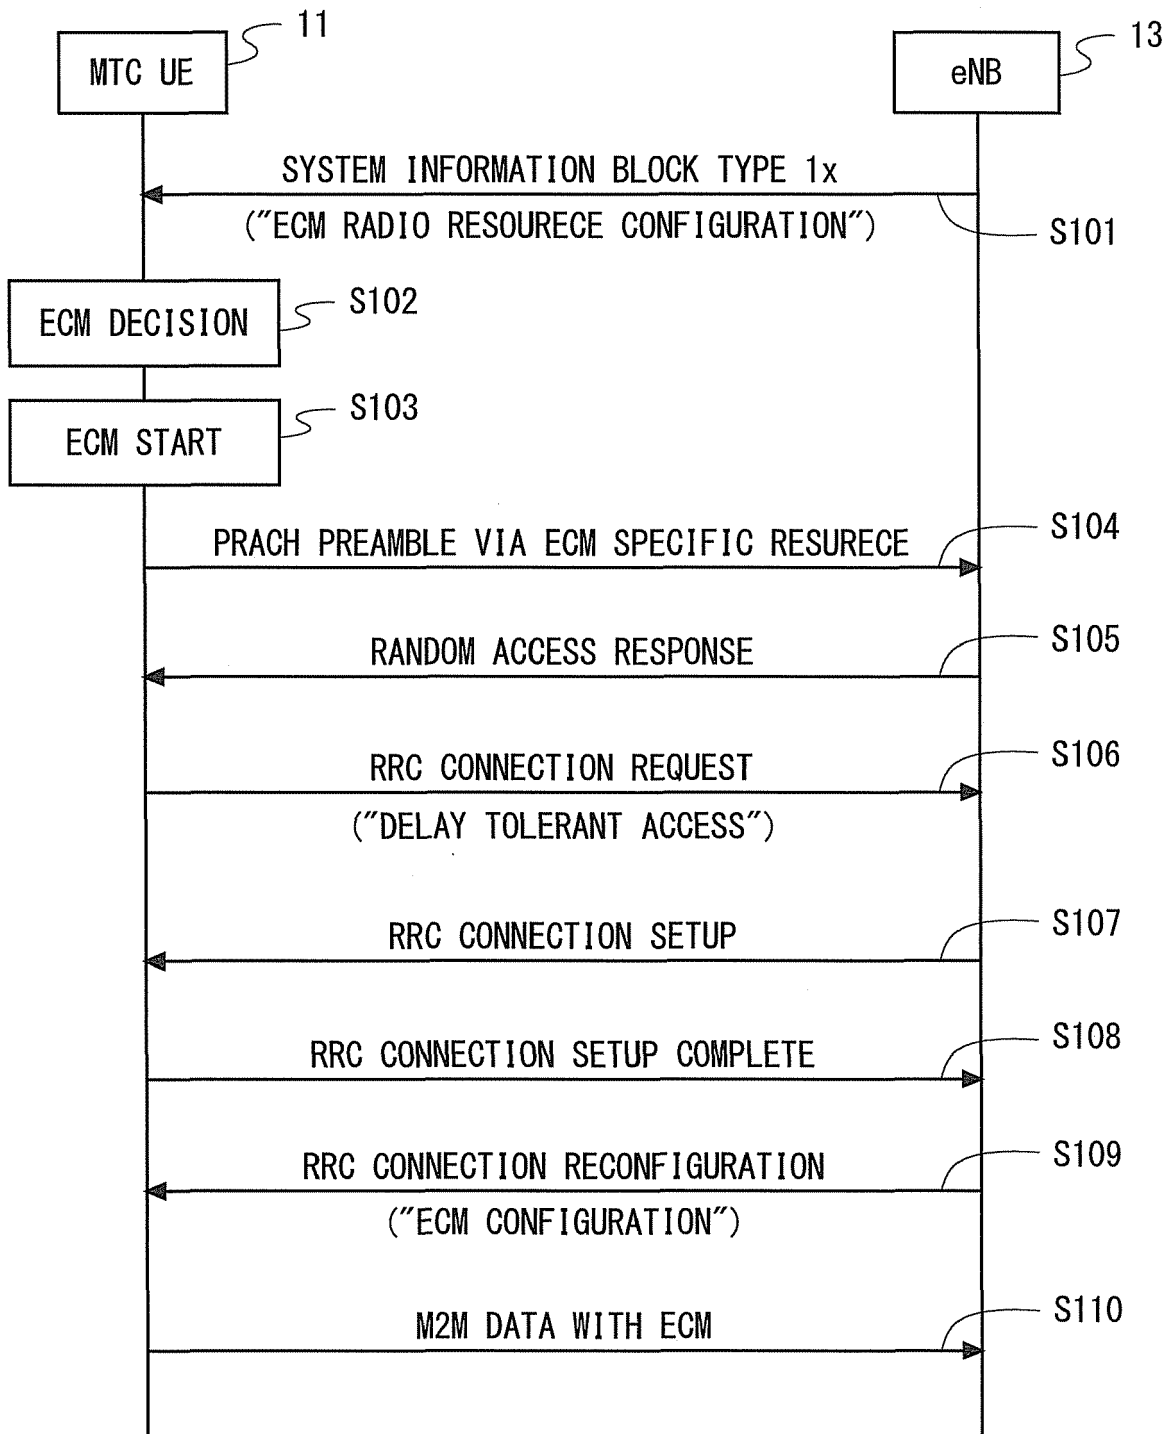 11
13
MTC UE
eNB
SYSTEM INFORMATION BLOCK TYPE 1x
("ECM RADIO RESOURECE CONFIGURATION")
S101
ECM DECISION
S102
ECM START
S103
PRACH PREAMBLE VIA ECM SPECIFIC RESURECE
S104
RANDOM ACCESS RESPONSE
S105
RRC CONNECTION REQUEST
("DELAY TOLERANT ACCESS")
S106
RRC CONNECTION SETUP
S107
RRC CONNECTION SETUP COMPLETE
S108
RRC CONNECTION RECONFIGURATION
("ECM CONFIGURATION")
S109
M2M DATA WITH ECM
S110